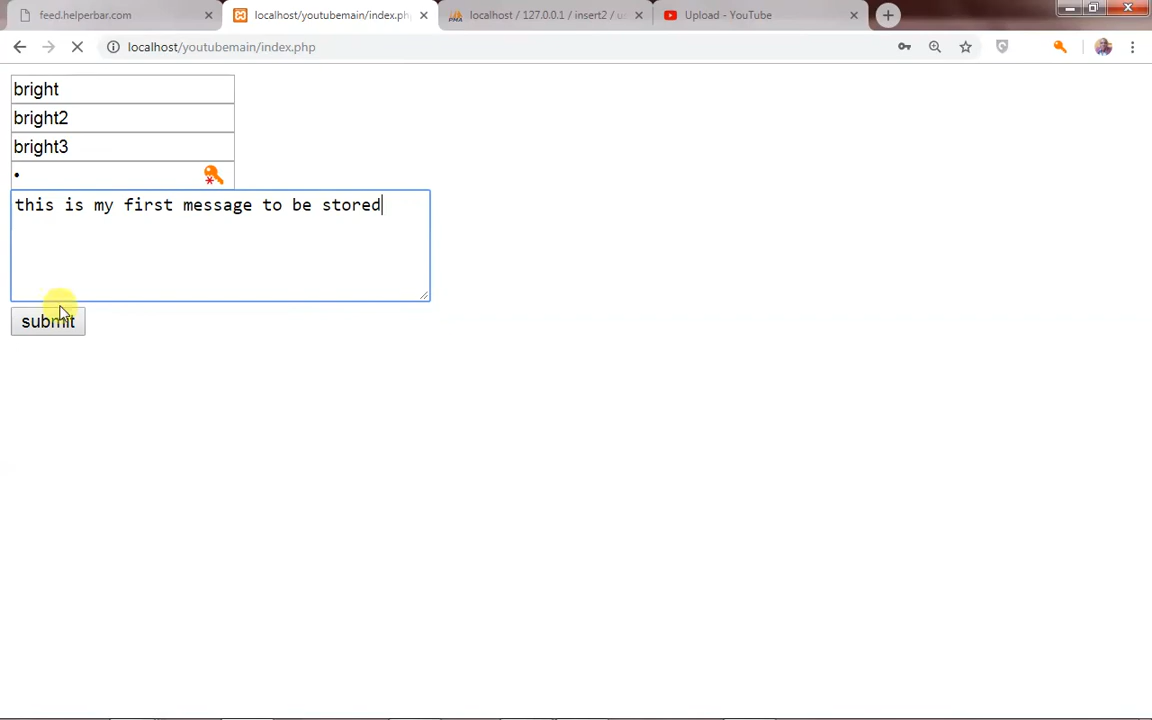 feed.helperbar.com
localhost/youtubemain/index.ph
localhost / 127.0.0.1 / insert2 / u
Upload - YouTube
localhost/youtubemain/index.php
bright
bright2
bright3
•
this is my first message to be stored
submit